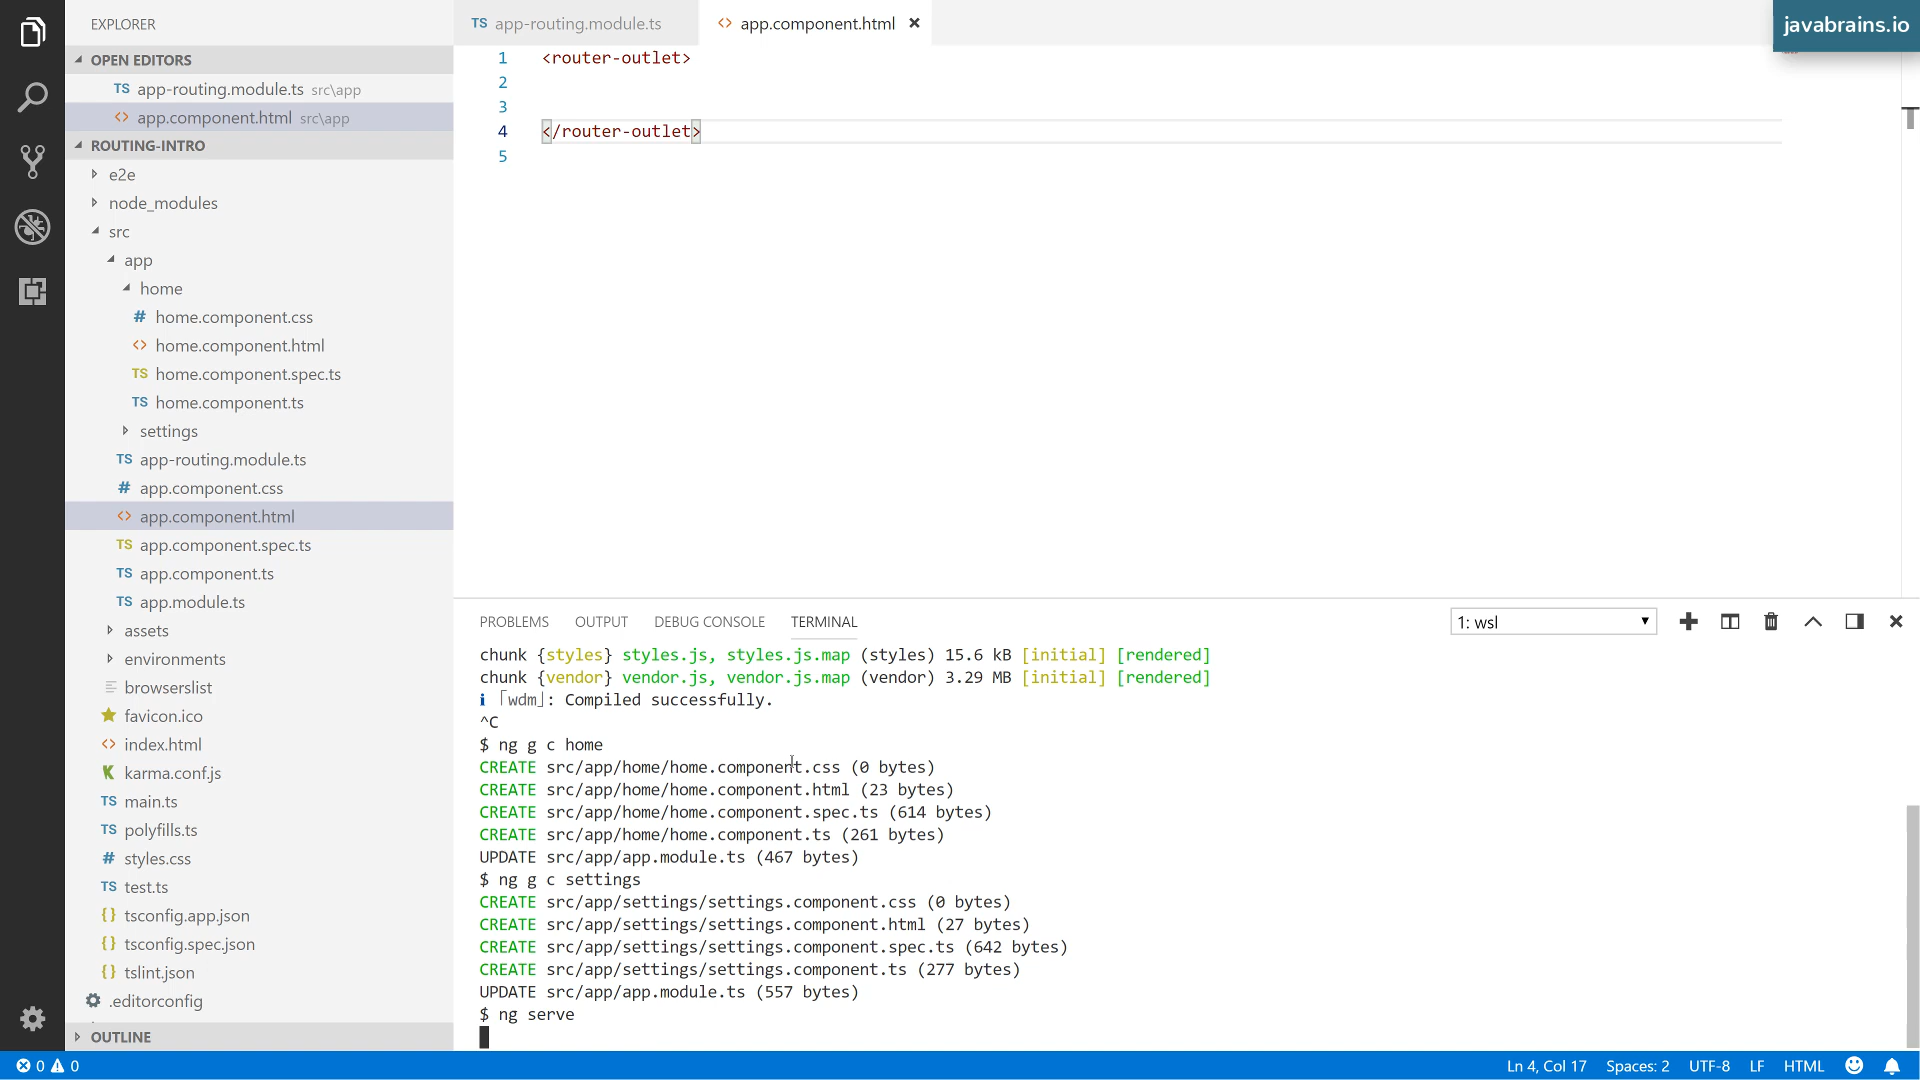 EXPLORER
OPEN EDITORS
TS app-routing.module.ts src\app
<> app.component.html src\app
ROUTING-INTRO
e2e
node_modules
src
app
home
# home.component.css
<> home.component.html
TS home.component.spec.ts
TS home.component.ts
settings
TS app-routing.module.ts
# app.component.css
<> app.component.html
TS app.component.spec.ts
TS app.component.ts
TS app.module.ts
assets
environments
browserslist
favicon.ico
<> index.html
karma.conf.js
TS main.ts
TS polyfills.ts
# styles.css
TS test.ts
{} tsconfig.app.json
{} tsconfig.spec.json
{} tslint.json
.editorconfig
OUTLINE
TS app-routing.module.ts
<> app.component.html
javabrains.io
1 <router-outlet>
2
3
4 </router-outlet>
5
PROBLEMS OUTPUT DEBUG CONSOLE TERMINAL
1: wsl
chunk {styles} styles.js, styles.js.map (styles) 15.6 kB [initial] [rendered]
chunk {vendor} vendor.js, vendor.js.map (vendor) 3.29 MB [initial] [rendered]
ℹ ｢wdm｣: Compiled successfully.
^C
$ ng g c home
CREATE src/app/home/home.component.css (0 bytes)
CREATE src/app/home/home.component.html (23 bytes)
CREATE src/app/home/home.component.spec.ts (614 bytes)
CREATE src/app/home/home.component.ts (261 bytes)
UPDATE src/app/app.module.ts (467 bytes)
$ ng g c settings
CREATE src/app/settings/settings.component.css (0 bytes)
CREATE src/app/settings/settings.component.html (27 bytes)
CREATE src/app/settings/settings.component.spec.ts (642 bytes)
CREATE src/app/settings/settings.component.ts (277 bytes)
UPDATE src/app/app.module.ts (557 bytes)
$ ng serve
0 0
Ln 4, Col 17 Spaces: 2 UTF-8 LF HTML